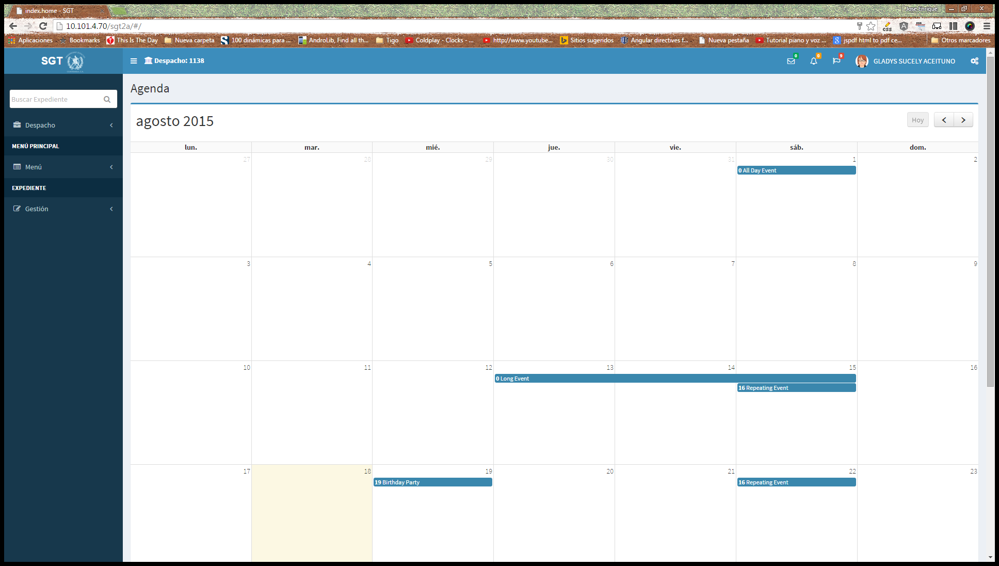 index.home - SGT
Jose Enrique
10.101.4.70/sgt2a/#/
css
Aplicaciones
Bookmarks
This Is The Day
Nueva carpeta
100 dinámicas para ...
AndroLib, Find all th...
Tigo
Coldplay - Clocks - ...
http://www.youtube...
Sitios sugeridos
Angular directives f...
Nueva pestaña
Tutorial piano y voz ...
jspdf html to pdf ce...
Otros marcadores
SGT
Despacho: 1138
0
0
9
GLADYS SUCELY ACEITUNO
Buscar Expediente
Despacho
MENÚ PRINCIPAL
Menú
EXPEDIENTE
Gestión
Agenda
agosto 2015
Hoy
lun. mar. mié. jue. vie. sáb. dom.
27 28 29 30 31 1 2
0 All Day Event
3 4 5 6 7 8 9
10 11 12 13 14 15 16
0 Long Event
16 Repeating Event
17 18 19 20 21 22 23
19 Birthday Party
16 Repeating Event